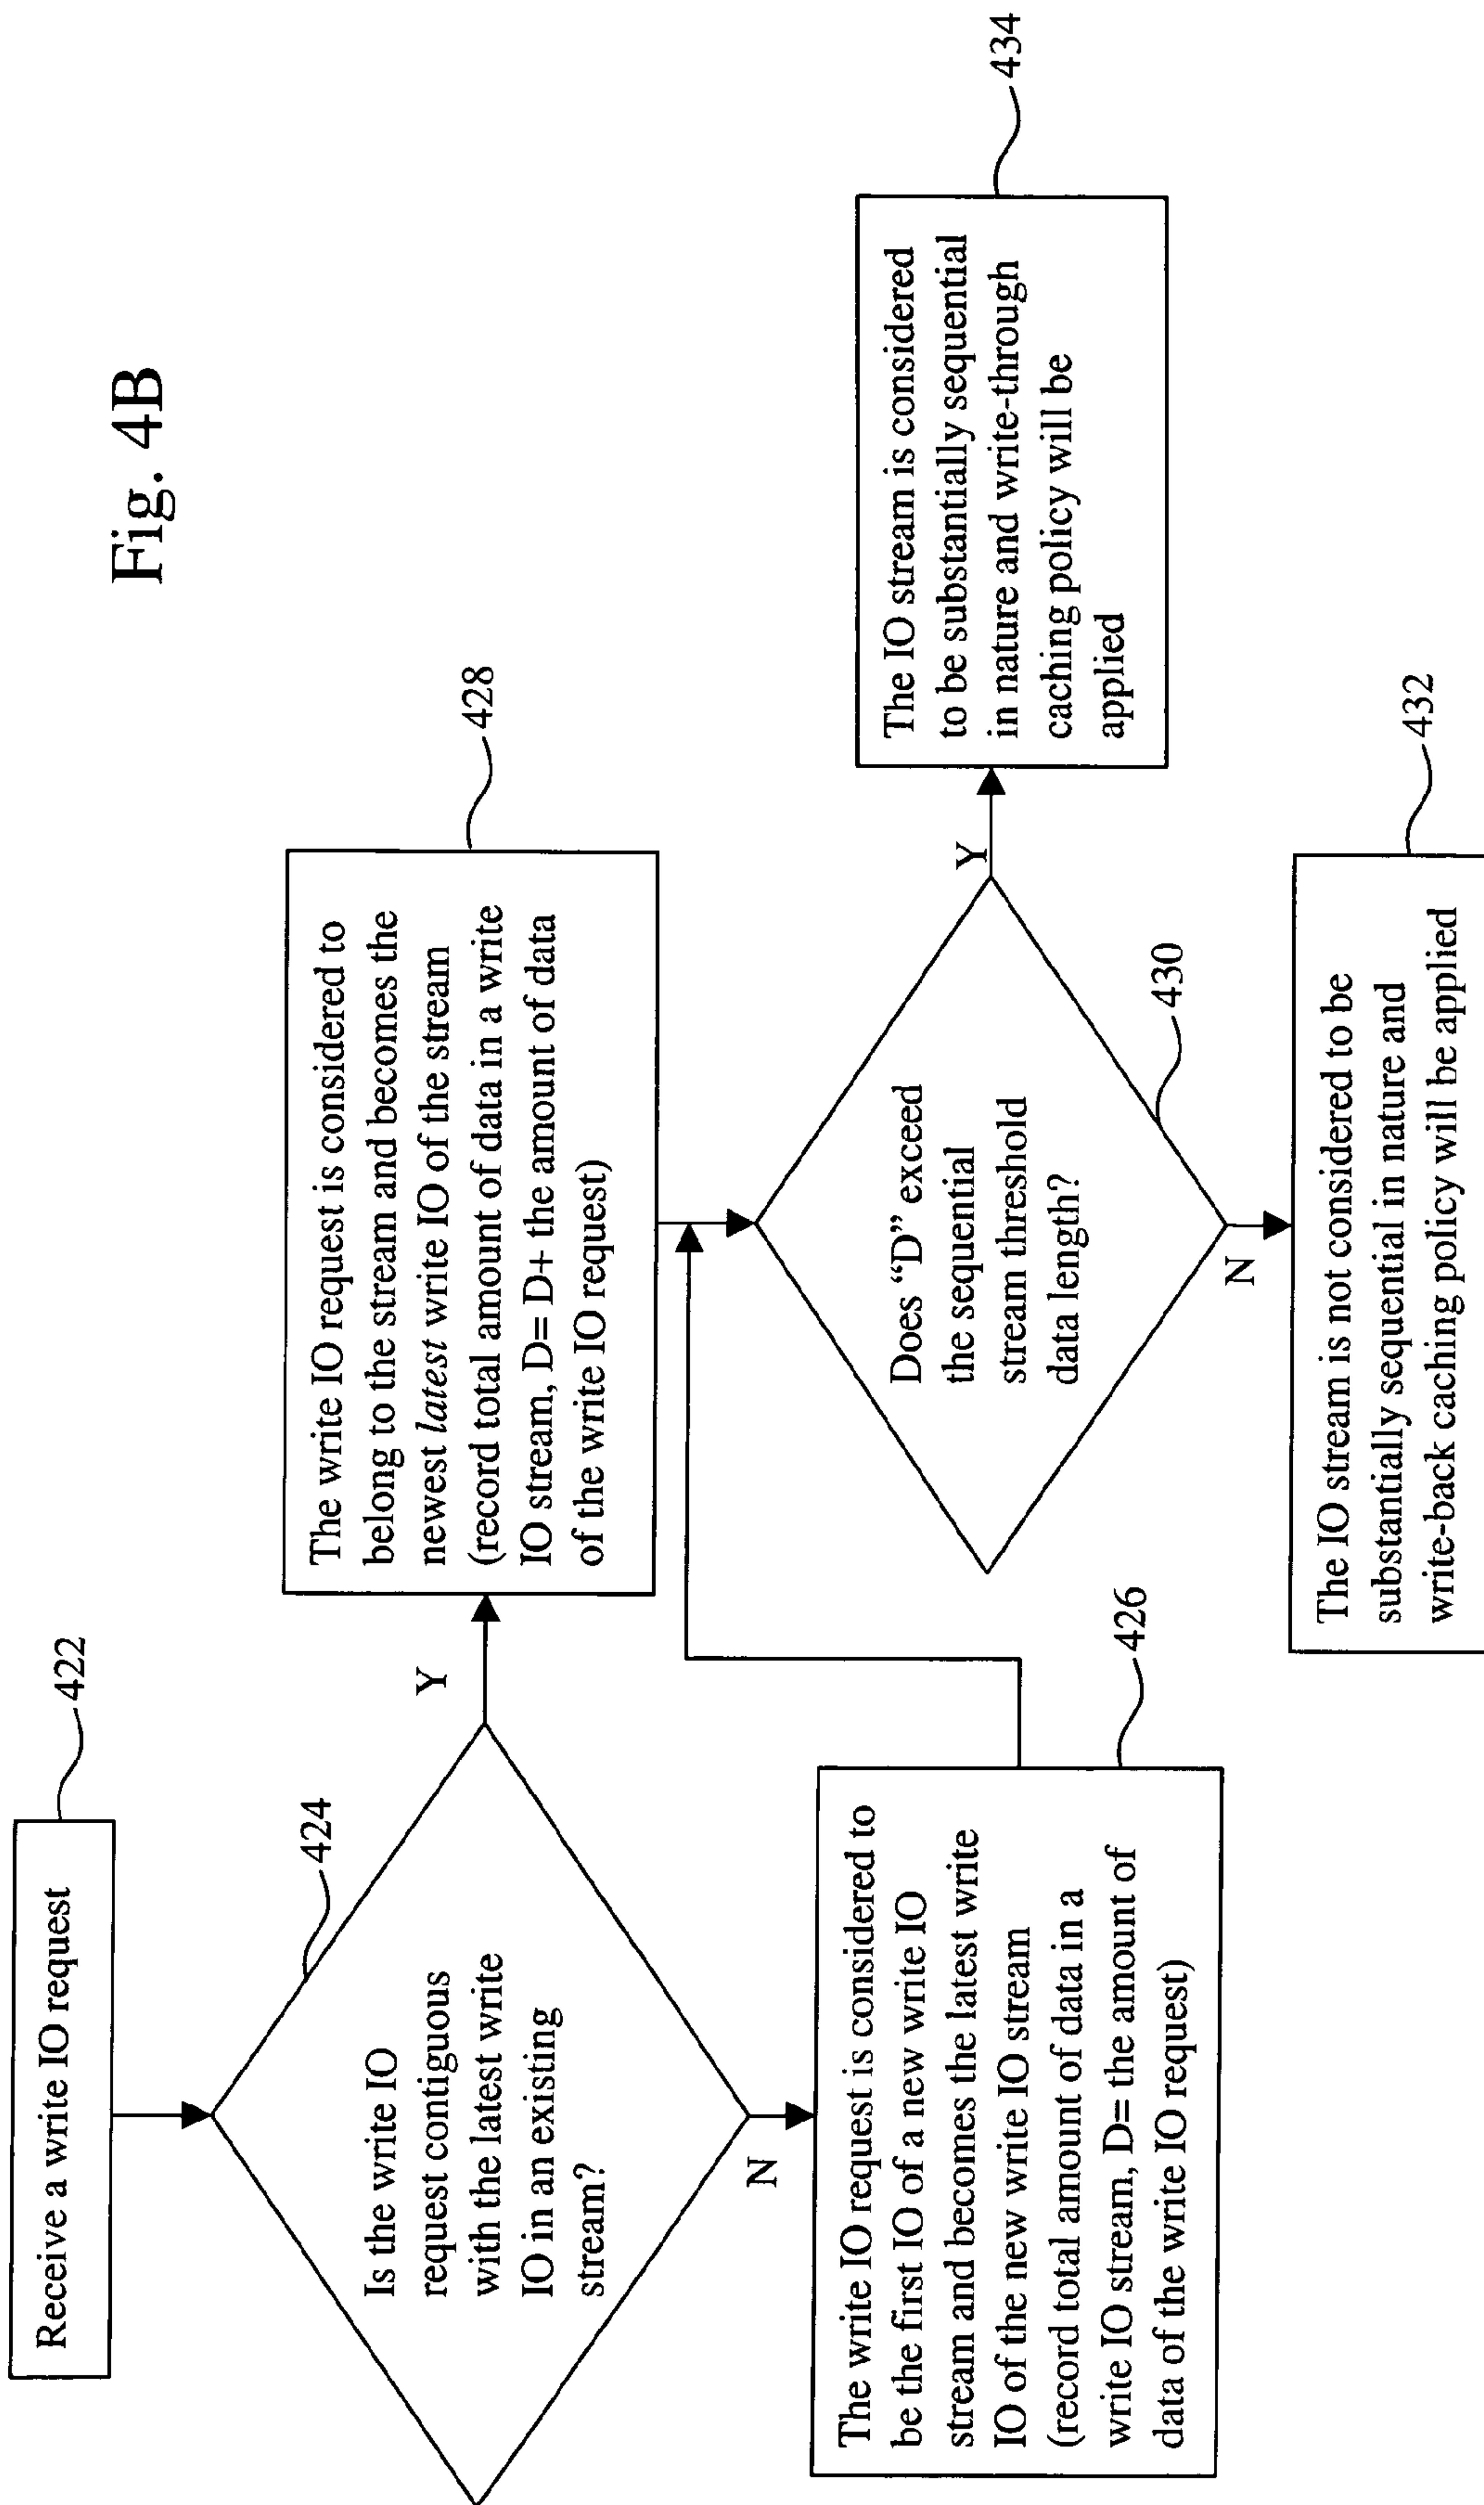 Fig. 4B
Receive a write IO request
422
Is the write IO
request contiguous
with the latest write
IO in an existing
stream?
424
Y
N
The write IO request is considered to
belong to the stream and becomes the
newest latest write IO of the stream
(record total amount of data in a write
IO stream, D= D+ the amount of data
of the write IO request)
428
The write IO request is considered to
be the first IO of a new write IO
stream and becomes the latest write
IO of the new write IO stream
(record total amount of data in a
write IO stream, D= the amount of
data of the write IO request)
426
Does “D” exceed
the sequential
stream threshold
data length?
430
Y
N
The IO stream is considered
to be substantially sequential
in nature and write-through
caching policy will be
applied
434
The IO stream is not considered to be
substantially sequential in nature and
write-back caching policy will be applied
432